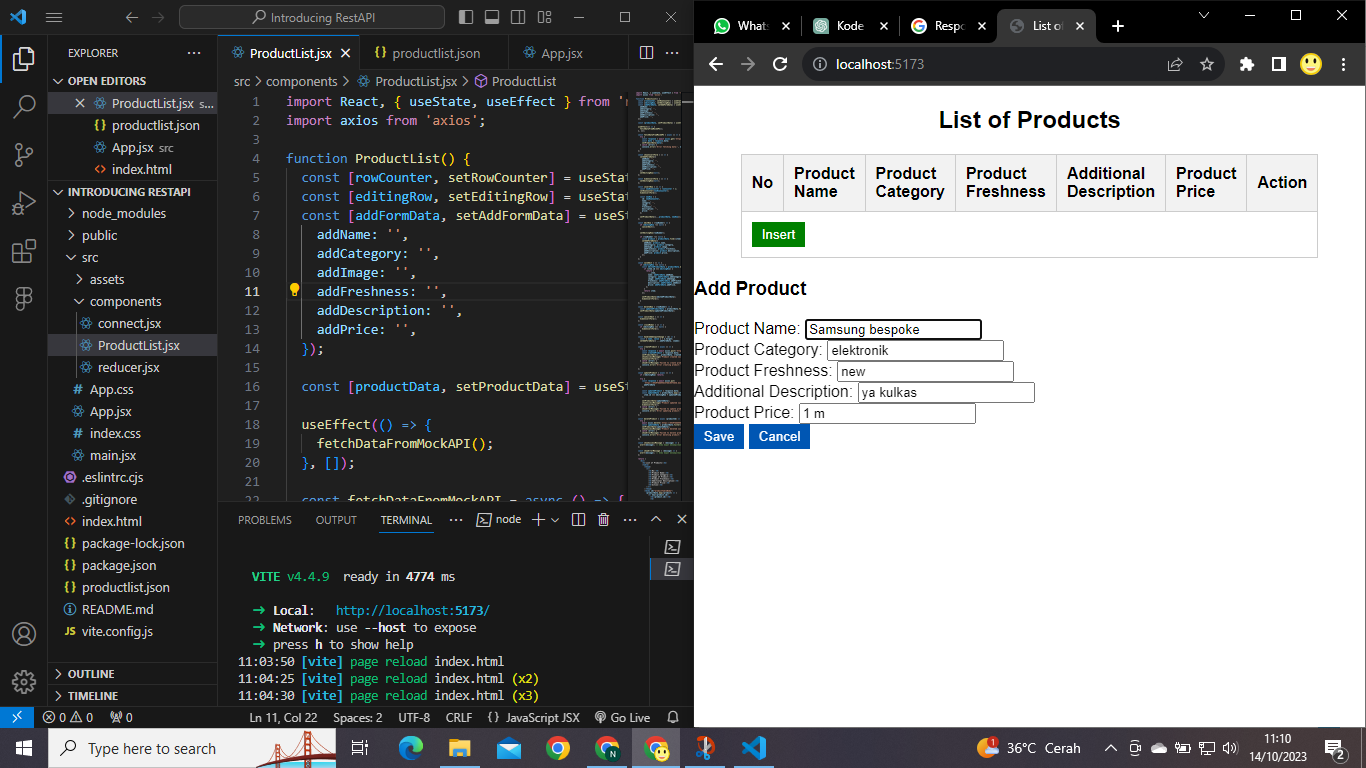 Introducing RestAPI
EXPLORER
OPEN EDITORS
ProductList.jsx s...
productlist.json
App.jsx src
index.html
INTRODUCING RESTAPI
node_modules
public
src
assets
components
connect.jsx
ProductList.jsx
reducer.jsx
App.css
App.jsx
index.css
main.jsx
.eslintrc.cjs
.gitignore
index.html
package-lock.json
package.json
productlist.json
README.md
vite.config.js
OUTLINE
TIMELINE
ProductList.jsx
productlist.json
App.jsx
src > components > ProductList.jsx > ProductList
1 import React, { useState, useEffect } from '
2 import axios from 'axios';
3
4 function ProductList() {
5 const [rowCounter, setRowCounter] = useStat
6 const [editingRow, setEditingRow] = useStat
7 const [addFormData, setAddFormData] = useSt
8 addName: '',
9 addCategory: '',
10 addImage: '',
11 addFreshness: '',
12 addDescription: '',
13 addPrice: '',
14 });
15
16 const [productData, setProductData] = useSt
17
18 useEffect(() => {
19 fetchDataFromMockAPI();
20 }, []);
21
22 const fetchDataFromMockAPI = async () => {
PROBLEMS OUTPUT TERMINAL ... node
VITE v4.4.9 ready in 4774 ms
➜ Local: http://localhost:5173/
➜ Network: use --host to expose
➜ press h to show help
11:03:50 [vite] page reload index.html
11:04:25 [vite] page reload index.html (x2)
11:04:30 [vite] page reload index.html (x3)
0 0 0 Ln 11, Col 22 Spaces: 2 UTF-8 CRLF {} JavaScript JSX Go Live
Whats
Kode
Respo
List of
localhost:5173
List of Products
No Product Name Product Category Product Freshness Additional Description Product Price Action
Insert
Add Product
Product Name: Samsung bespoke
Product Category: elektronik
Product Freshness: new
Additional Description: ya kulkas
Product Price: 1 m
Save Cancel
Type here to search
36°C Cerah
11:10
14/10/2023
2